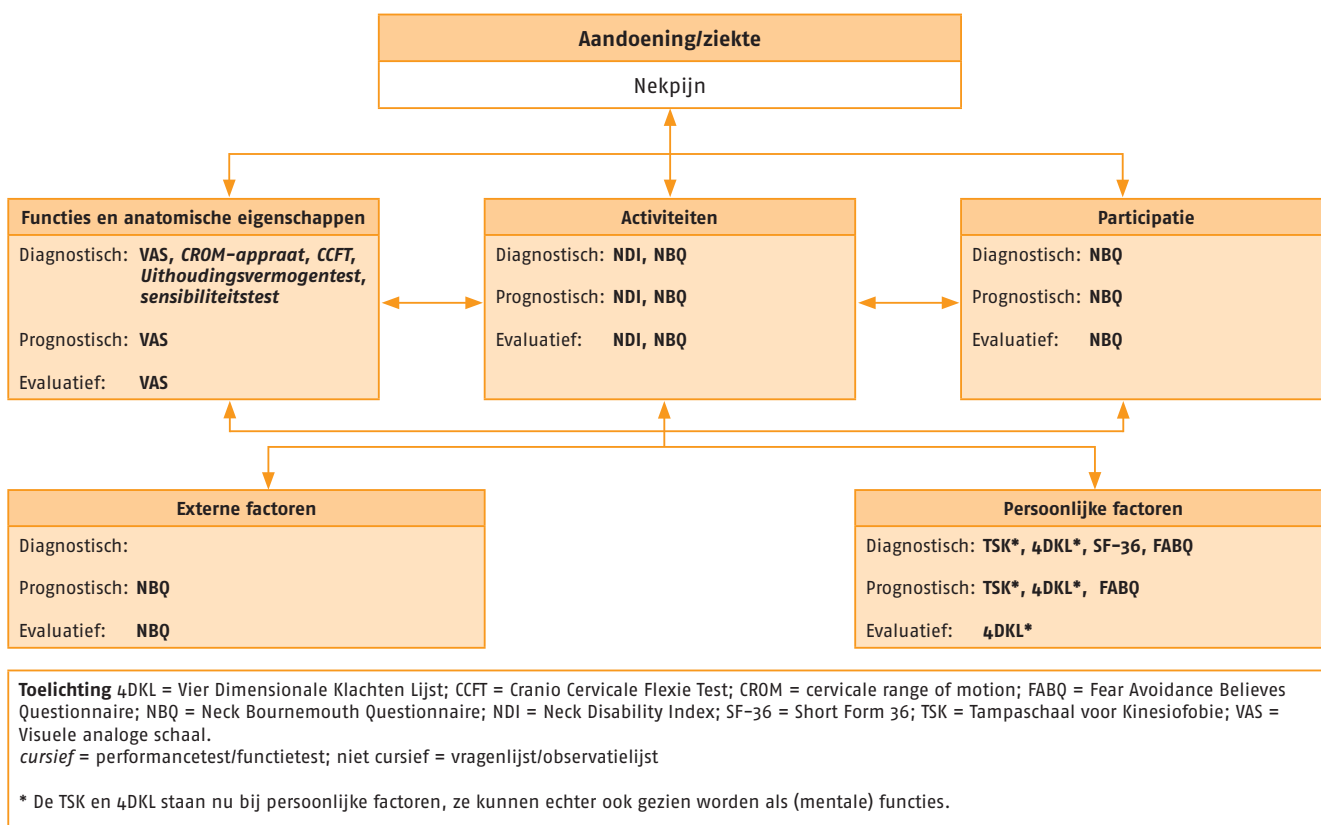 Aandoening/ziekte
Nekpijn
Functies en anatomische eigenschappen
Diagnostisch: VAS, CROM-appraat, CCFT,
Uithoudingsvermogentest,
sensibiliteitstest
Prognostisch: VAS
Evaluatief: VAS
Activiteiten
Diagnostisch: NDI, NBQ
Prognostisch: NDI, NBQ
Evaluatief: NDI, NBQ
Participatie
Diagnostisch: NBQ
Prognostisch: NBQ
Evaluatief: NBQ
Externe factoren
Diagnostisch:
Prognostisch: NBQ
Evaluatief: NBQ
Persoonlijke factoren
Diagnostisch: TSK*, 4DKL*, SF-36, FABQ
Prognostisch: TSK*, 4DKL*, FABQ
Evaluatief: 4DKL*
Toelichting 4DKL = Vier Dimensionale Klachten Lijst; CCFT = Cranio Cervicale Flexie Test; CROM = cervicale range of motion; FABQ = Fear Avoidance Believes
Questionnaire; NBQ = Neck Bournemouth Questionnaire; NDI = Neck Disability Index; SF-36 = Short Form 36; TSK = Tampaschaal voor Kinesiofobie; VAS =
Visuele analoge schaal.
cursief = performancetest/functietest; niet cursief = vragenlijst/observatielijst
* De TSK en 4DKL staan nu bij persoonlijke factoren, ze kunnen echter ook gezien worden als (mentale) functies.